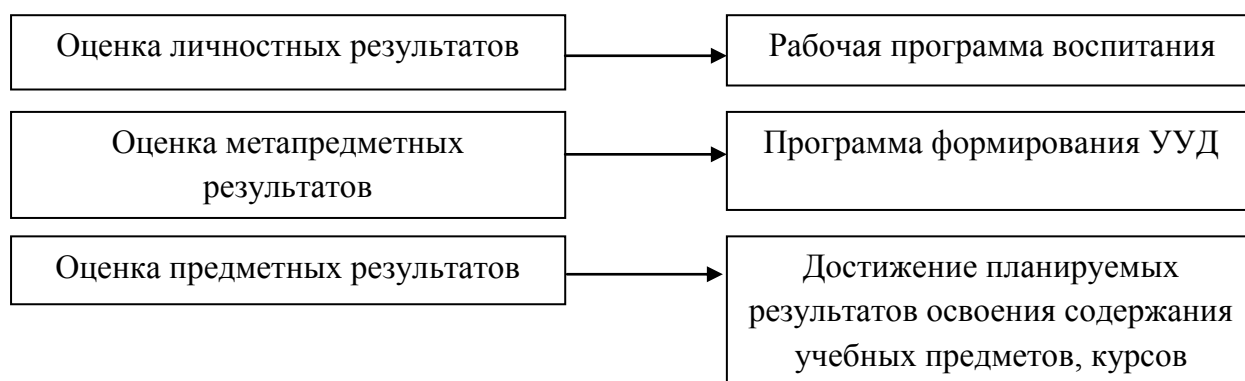 Оценка личностных результатов
Рабочая программа воспитания
Оценка метапредметных
результатов
Программа формирования УУД
Оценка предметных результатов
Достижение планируемых
результатов освоения содержания
учебных предметов, курсов